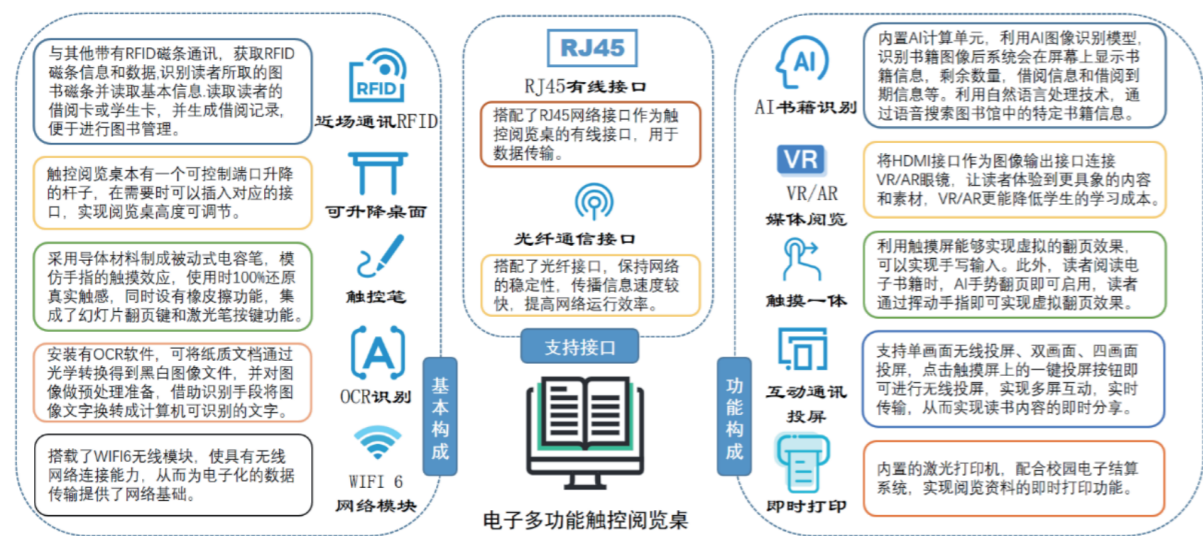 与其他带有RFID磁条通讯，获取RFID
磁条信息和数据,识别读者所取的图
书磁条并读取基本信息.读取读者的
借阅卡或学生卡，并生成借阅记录，
便于进行图书管理。
RFID
近场通讯RFID
触控阅览桌本有一个可控制端口升降
的杆子，在需要时可以插入对应的接
口，实现阅览桌高度可调节。
可升降桌面
采用导体材料制成被动式电容笔，模
仿手指的触摸效应，使用时100%还原
真实触感，同时设有橡皮擦功能，集
成了幻灯片翻页键和激光笔按键功能。
触控笔
安装有OCR软件，可将纸质文档通过
光学转换得到黑白图像文件，并对图
像做预处理准备，借助识别手段将图
像文字换转成计算机可识别的文字。
A
OCR识别
搭载了WIFI6无线模块，使具有无线
网络连接能力，从而为电子化的数据
传输提供了网络基础。
WIFI 6
网络模块
基本构成
RJ45
RJ45有线接口
搭配了RJ45网络接口作为触
控阅览桌的有线接口，用于
数据传输。
光纤通信接口
搭配了光纤接口，保持网络
的稳定性，传播信息速度较
快，提高网络运行效率。
支持接口
电子多功能触控阅览桌
功能构成
AI
AI书籍识别
内置AI计算单元，利用AI图像识别模型，
识别书籍图像后系统会在屏幕上显示书
籍信息，剩余数量，借阅信息和借阅到
期信息等。利用自然语言处理技术，通
过语音搜索图书馆中的特定书籍信息。
VR
VR/AR
媒体阅览
将HDMI接口作为图像输出接口连接
VR/AR眼镜，让读者体验到更具象的内容
和素材，VR/AR更能降低学生的学习成本。
触摸一体
利用触摸屏能够实现虚拟的翻页效果，
可以实现手写输入。此外，读者阅读电
子书籍时，AI手势翻页即可启用，读者
通过挥动手指即可实现虚拟翻页效果。
互动通讯
投屏
支持单画面无线投屏、双画面、四画面
投屏，点击触摸屏上的一键投屏按钮即
可进行无线投屏，实现多屏互动，实时
传输，从而实现读书内容的即时分享。
即时打印
内置的激光打印机，配合校园电子结算
系统，实现阅览资料的即时打印功能。